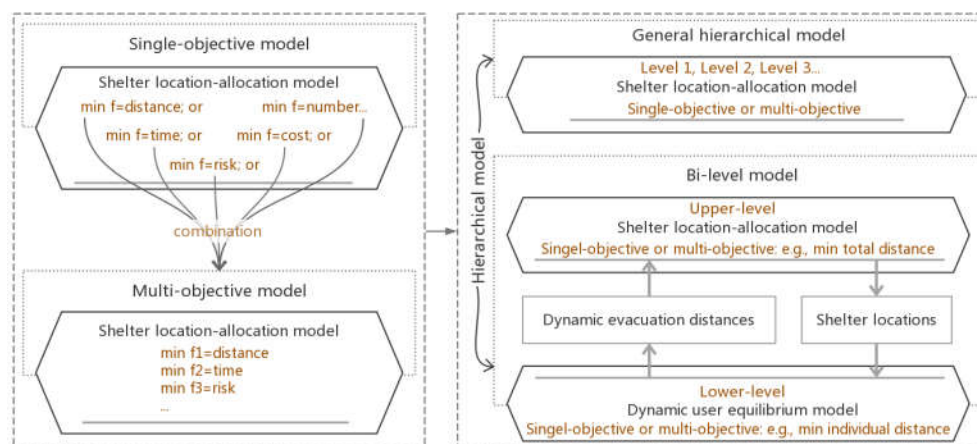 Single-objective model
Shelter location-allocation model
min f=distance; or
min f=number...
min f=time; or
min f=cost; or
min f=risk; or
combination
Multi-objective model
Shelter location-allocation model
min f1=distance
min f2=time
min f3=risk
...
Hierarchical model
General hierarchical model
Level 1, Level 2, Level 3...
Shelter location-allocation model
Single-objective or multi-objective
Bi-level model
Upper-level
Shelter location-allocation model
Singel-objective or multi-objective: e.g., min total distance
Dynamic evacuation distances
Shelter locations
Lower-level
Dynamic user equilibrium model
Singel-objective or multi-objective: e.g., min individual distance